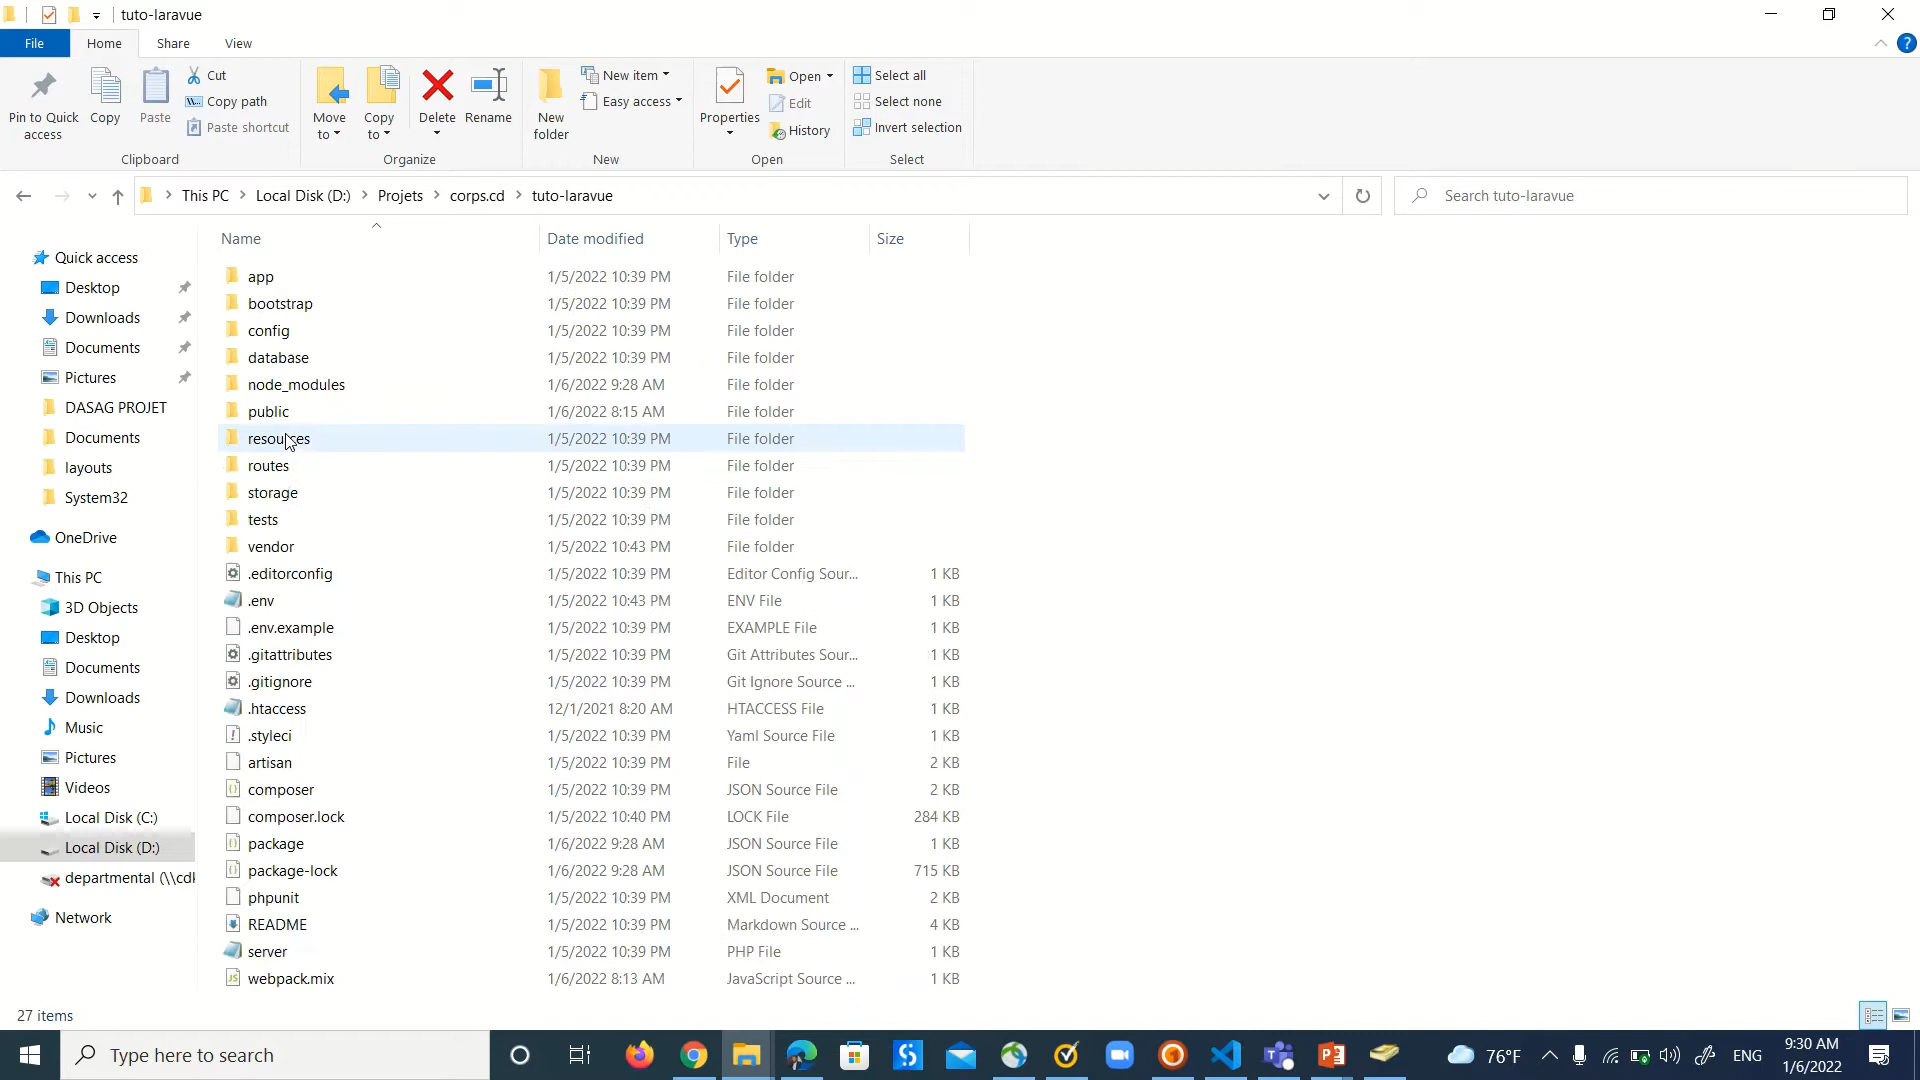 tuto-laravue
File Home Share View
Pin to Quick access
Copy
Paste
Cut
Copy path
Paste shortcut
Clipboard
Move to
Copy to
Delete
Rename
Organize
New folder
New item
Easy access
New
Properties
Open
Edit
History
Open
Select all
Select none
Invert selection
Select
This PC > Local Disk (D:) > Projets > corps.cd > tuto-laravue
Search tuto-laravue
Quick access
Desktop
Downloads
Documents
Pictures
DASAG PROJET
Documents
layouts
System32
OneDrive
This PC
3D Objects
Desktop
Documents
Downloads
Music
Pictures
Videos
Local Disk (C:)
Local Disk (D:)
departmental (\\cdl
Network
Name Date modified Type Size
app 1/5/2022 10:39 PM File folder
bootstrap 1/5/2022 10:39 PM File folder
config 1/5/2022 10:39 PM File folder
database 1/5/2022 10:39 PM File folder
node_modules 1/6/2022 9:28 AM File folder
public 1/6/2022 8:15 AM File folder
resources 1/5/2022 10:39 PM File folder
routes 1/5/2022 10:39 PM File folder
storage 1/5/2022 10:39 PM File folder
tests 1/5/2022 10:39 PM File folder
vendor 1/5/2022 10:43 PM File folder
.editorconfig 1/5/2022 10:39 PM Editor Config Sour... 1 KB
.env 1/5/2022 10:43 PM ENV File 1 KB
.env.example 1/5/2022 10:39 PM EXAMPLE File 1 KB
.gitattributes 1/5/2022 10:39 PM Git Attributes Sour... 1 KB
.gitignore 1/5/2022 10:39 PM Git Ignore Source ... 1 KB
.htaccess 12/1/2021 8:20 AM HTACCESS File 1 KB
.styleci 1/5/2022 10:39 PM Yaml Source File 1 KB
artisan 1/5/2022 10:39 PM File 2 KB
composer 1/5/2022 10:39 PM JSON Source File 2 KB
composer.lock 1/5/2022 10:40 PM LOCK File 284 KB
package 1/6/2022 9:28 AM JSON Source File 1 KB
package-lock 1/6/2022 9:28 AM JSON Source File 715 KB
phpunit 1/5/2022 10:39 PM XML Document 2 KB
README 1/5/2022 10:39 PM Markdown Source ... 4 KB
server 1/5/2022 10:39 PM PHP File 1 KB
webpack.mix 1/6/2022 8:13 AM JavaScript Source ... 1 KB
27 items
Type here to search
76°F
ENG
9:30 AM
1/6/2022